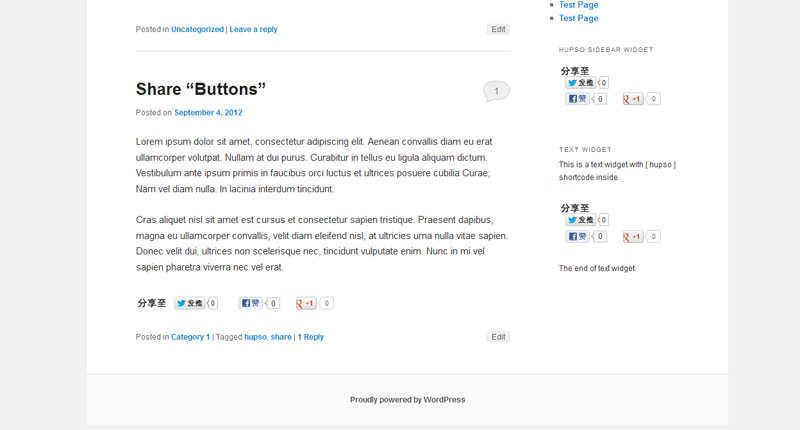 Posted in Uncategorized | Leave a reply
Edit
Share “Buttons”
1
Posted on September 4, 2012
Lorem ipsum dolor sit amet, consectetur adipiscing elit. Aenean convallis diam eu erat
ullamcorper volutpat. Nullam at dui purus. Curabitur in tellus eu ligula aliquam dictum.
Vestibulum ante ipsum primis in faucibus orci luctus et ultrices posuere cubilia Curae;
Nam vel diam nulla. In lacinia interdum tincidunt.
Cras aliquet nisl sit amet est cursus et consectetur sapien tristique. Praesent dapibus,
magna eu ullamcorper convallis, velit diam eleifend nisl, at ultricies urna nulla vitae sapien.
Donec velit dui, ultrices non scelerisque nec, tincidunt vulputate enim. Nunc in mi vel
sapien pharetra viverra nec vel erat.
分享至 发推 0 赞 0 g +1 0
Posted in Category 1 | Tagged hupso, share | 1 Reply
Edit
Test Page
Test Page
HUPSO SIDEBAR WIDGET
分享至
发推 0
赞 0 g +1 0
TEXT WIDGET
This is a text widget with [ hupso ]
shortcode inside.
分享至
发推 0
赞 0 g +1 0
The end of text widget.
Proudly powered by WordPress